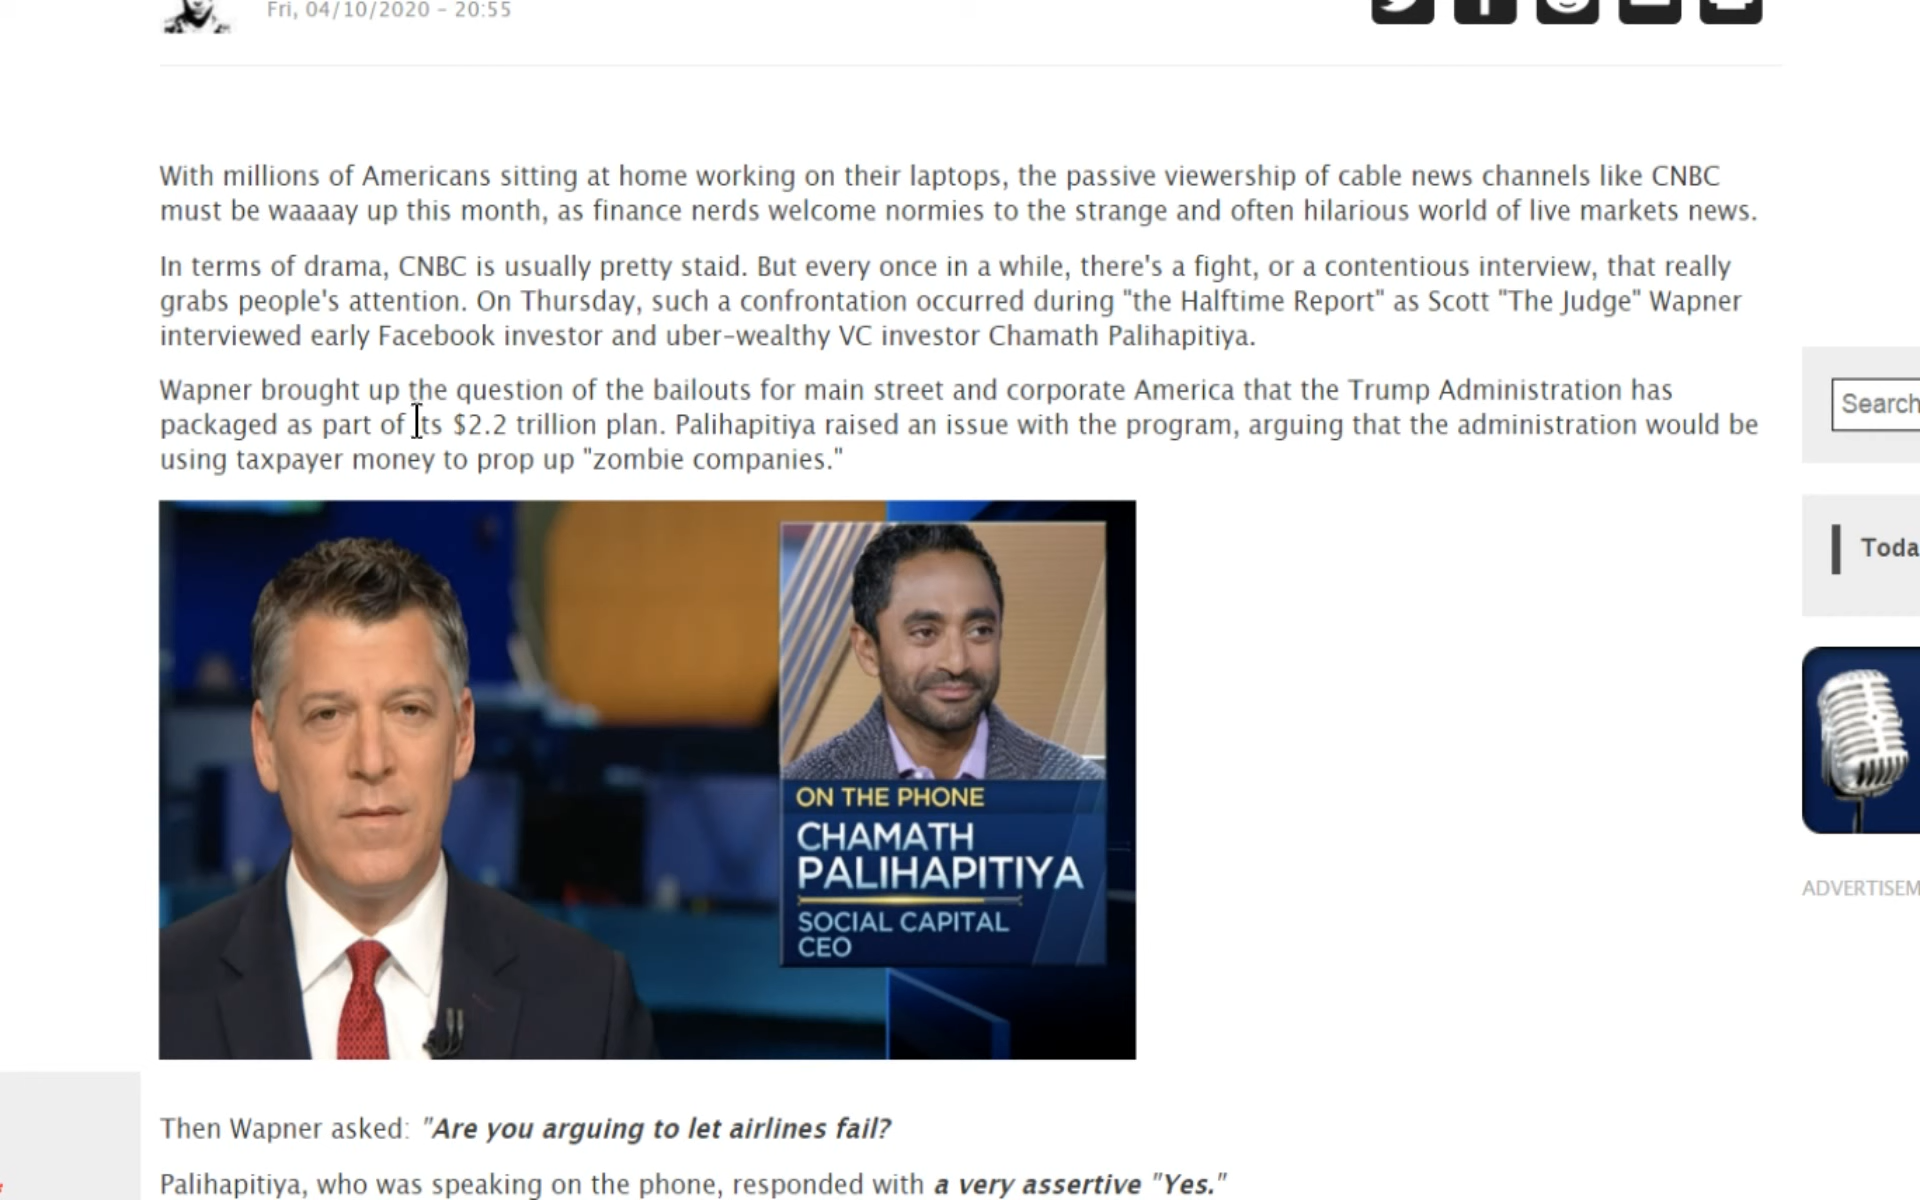 Fri, 04/10/2020 - 20:55
With millions of Americans sitting at home working on their laptops, the passive viewership of cable news channels like CNBC
must be waaaay up this month, as finance nerds welcome normies to the strange and often hilarious world of live markets news.
In terms of drama, CNBC is usually pretty staid. But every once in a while, there's a fight, or a contentious interview, that really
grabs people's attention. On Thursday, such a confrontation occurred during "the Halftime Report" as Scott "The Judge" Wapner
interviewed early Facebook investor and uber-wealthy VC investor Chamath Palihapitiya.
Wapner brought up the question of the bailouts for main street and corporate America that the Trump Administration has
packaged as part of its $2.2 trillion plan. Palihapitiya raised an issue with the program, arguing that the administration would be
using taxpayer money to prop up "zombie companies."
ON THE PHONE
CHAMATH
PALIHAPITIYA
SOCIAL CAPITAL
CEO
Then Wapner asked: "Are you arguing to let airlines fail?
Palihapitiya, who was speaking on the phone, responded with a very assertive "Yes."
Search
Toda
ADVERTISEM